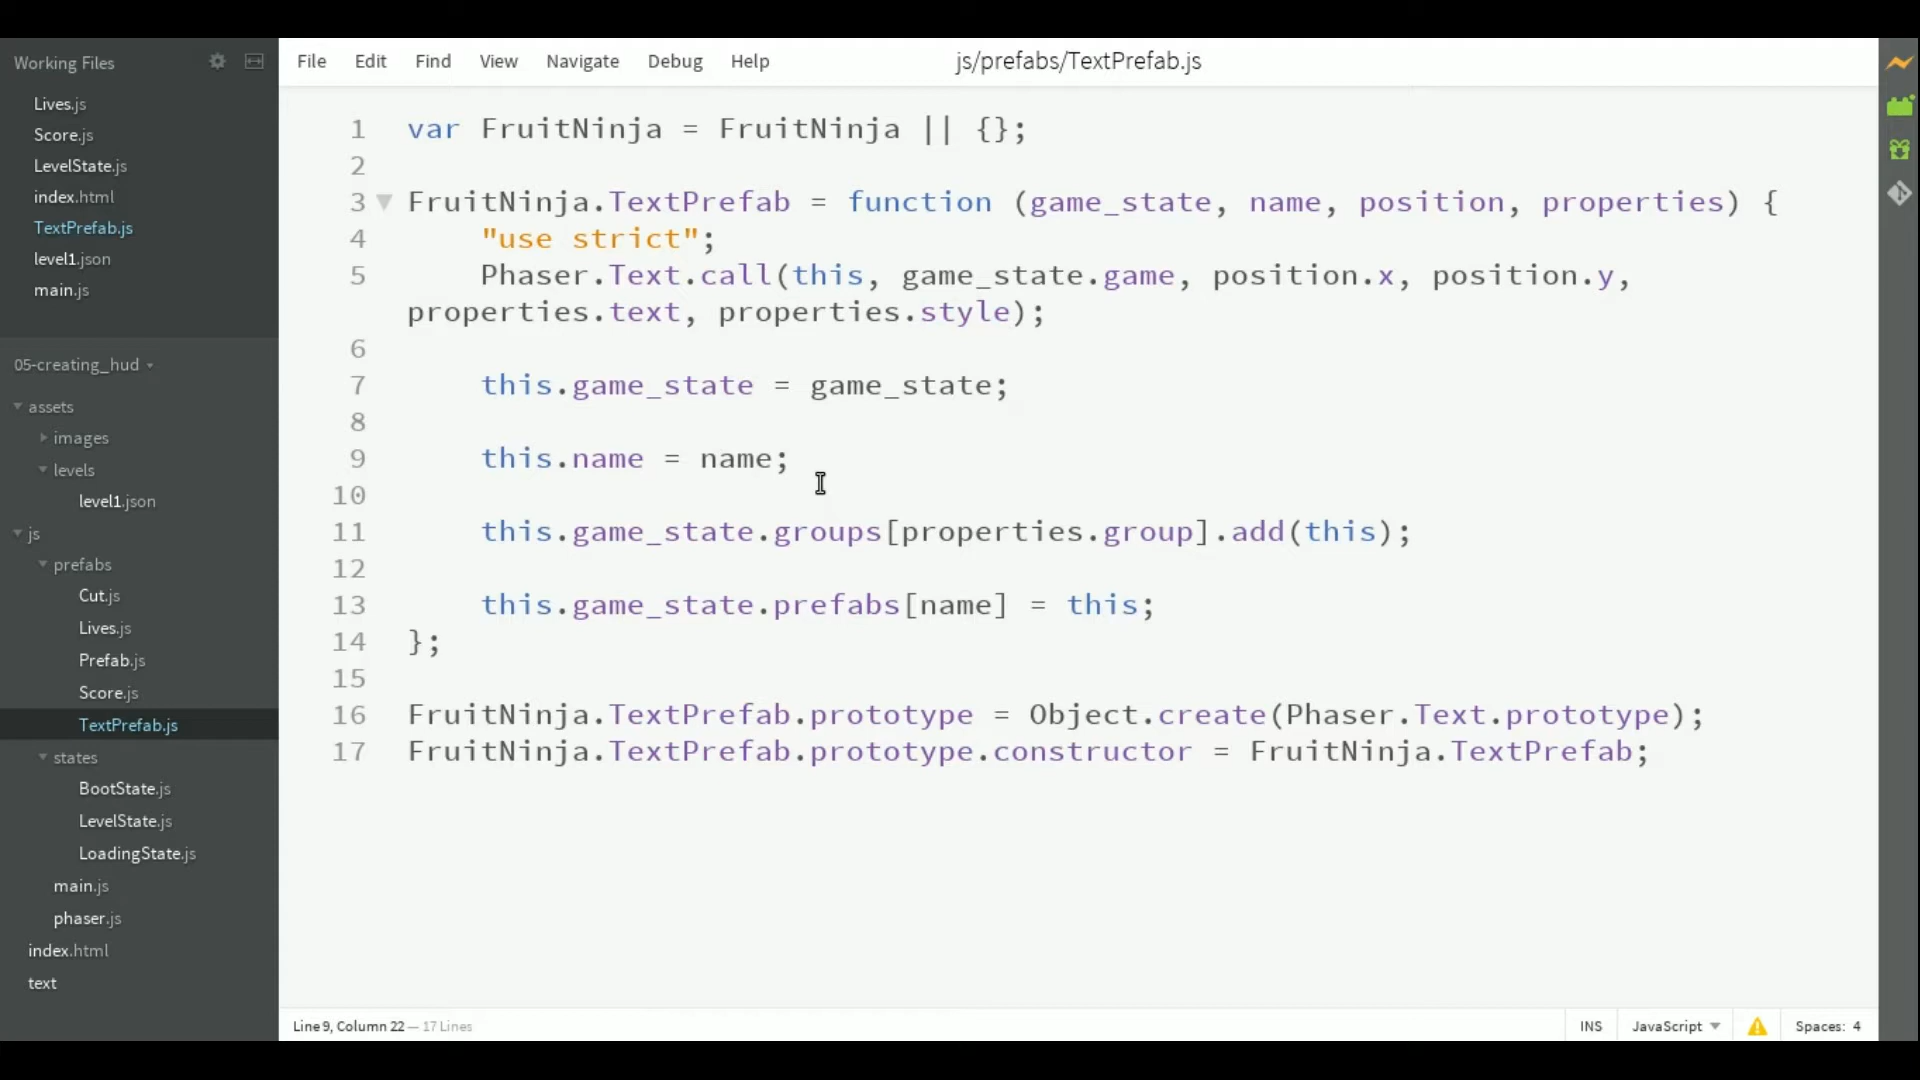 Working Files
Lives.js
Score.js
LevelState.js
index.html
TextPrefab.js
level1.json
main.js
05-creating_hud
assets
images
levels
level1.json
js
prefabs
Cut.js
Lives.js
Prefab.js
Score.js
TextPrefab.js
states
BootState.js
LevelState.js
LoadingState.js
main.js
phaser.js
index.html
text
File Edit Find View Navigate Debug Help js/prefabs/TextPrefab.js
1 var FruitNinja = FruitNinja || {};
2
3 FruitNinja.TextPrefab = function (game_state, name, position, properties) {
4 "use strict";
5 Phaser.Text.call(this, game_state.game, position.x, position.y,
properties.text, properties.style);
6
7 this.game_state = game_state;
8
9 this.name = name;
10
11 this.game_state.groups[properties.group].add(this);
12
13 this.game_state.prefabs[name] = this;
14 };
15
16 FruitNinja.TextPrefab.prototype = Object.create(Phaser.Text.prototype);
17 FruitNinja.TextPrefab.prototype.constructor = FruitNinja.TextPrefab;
Line 9, Column 22 — 17 Lines INS JavaScript Spaces: 4